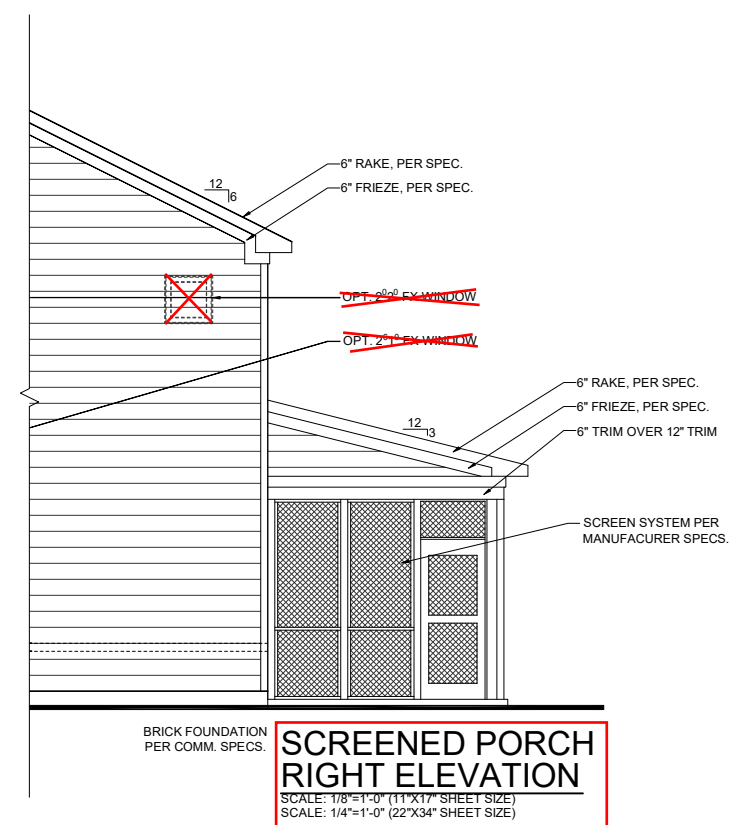 6" RAKE, PER SPEC.
12
6
6" FRIEZE, PER SPEC.
OPT. 2⁰2⁰ FX WINDOW
OPT. 2⁶1⁰ FX WINDOW
6" RAKE, PER SPEC.
6" FRIEZE, PER SPEC.
12
3
6" TRIM OVER 12" TRIM
SCREEN SYSTEM PER
MANUFACURER SPECS.
BRICK FOUNDATION
PER COMM. SPECS.
SCREENED PORCH
RIGHT ELEVATION
SCALE: 1/8"=1'-0" (11"X17" SHEET SIZE)
SCALE: 1/4"=1'-0" (22"X34" SHEET SIZE)